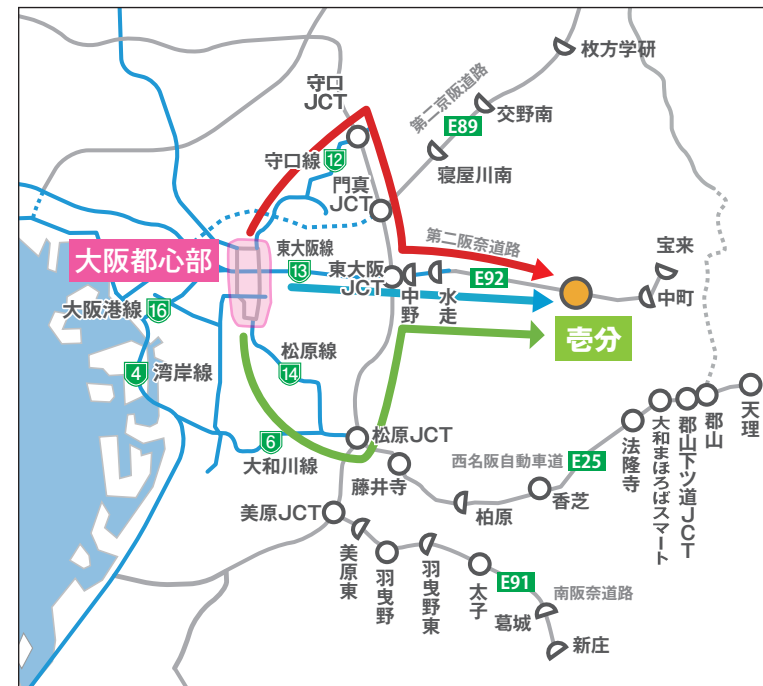 枚方学研
守口
JCT
第二京阪道路
交野南
E89
守口線
12
寝屋川南
門真
JCT
第二阪奈道路
宝来
大阪都心部
東大阪線
13
東大阪
JCT
E92
中野
水走
中町
大阪港線
16
壱分
松原線
14
4
湾岸線
6
大和川線
松原JCT
天理
郡山
郡山下ツ道JCT
大和まほろばスマート
法隆寺
西名阪自動車道
E25
藤井寺
香芝
柏原
美原JCT
美原東
羽曳野
羽曳野東
太子
E91
南阪奈道路
葛城
新庄